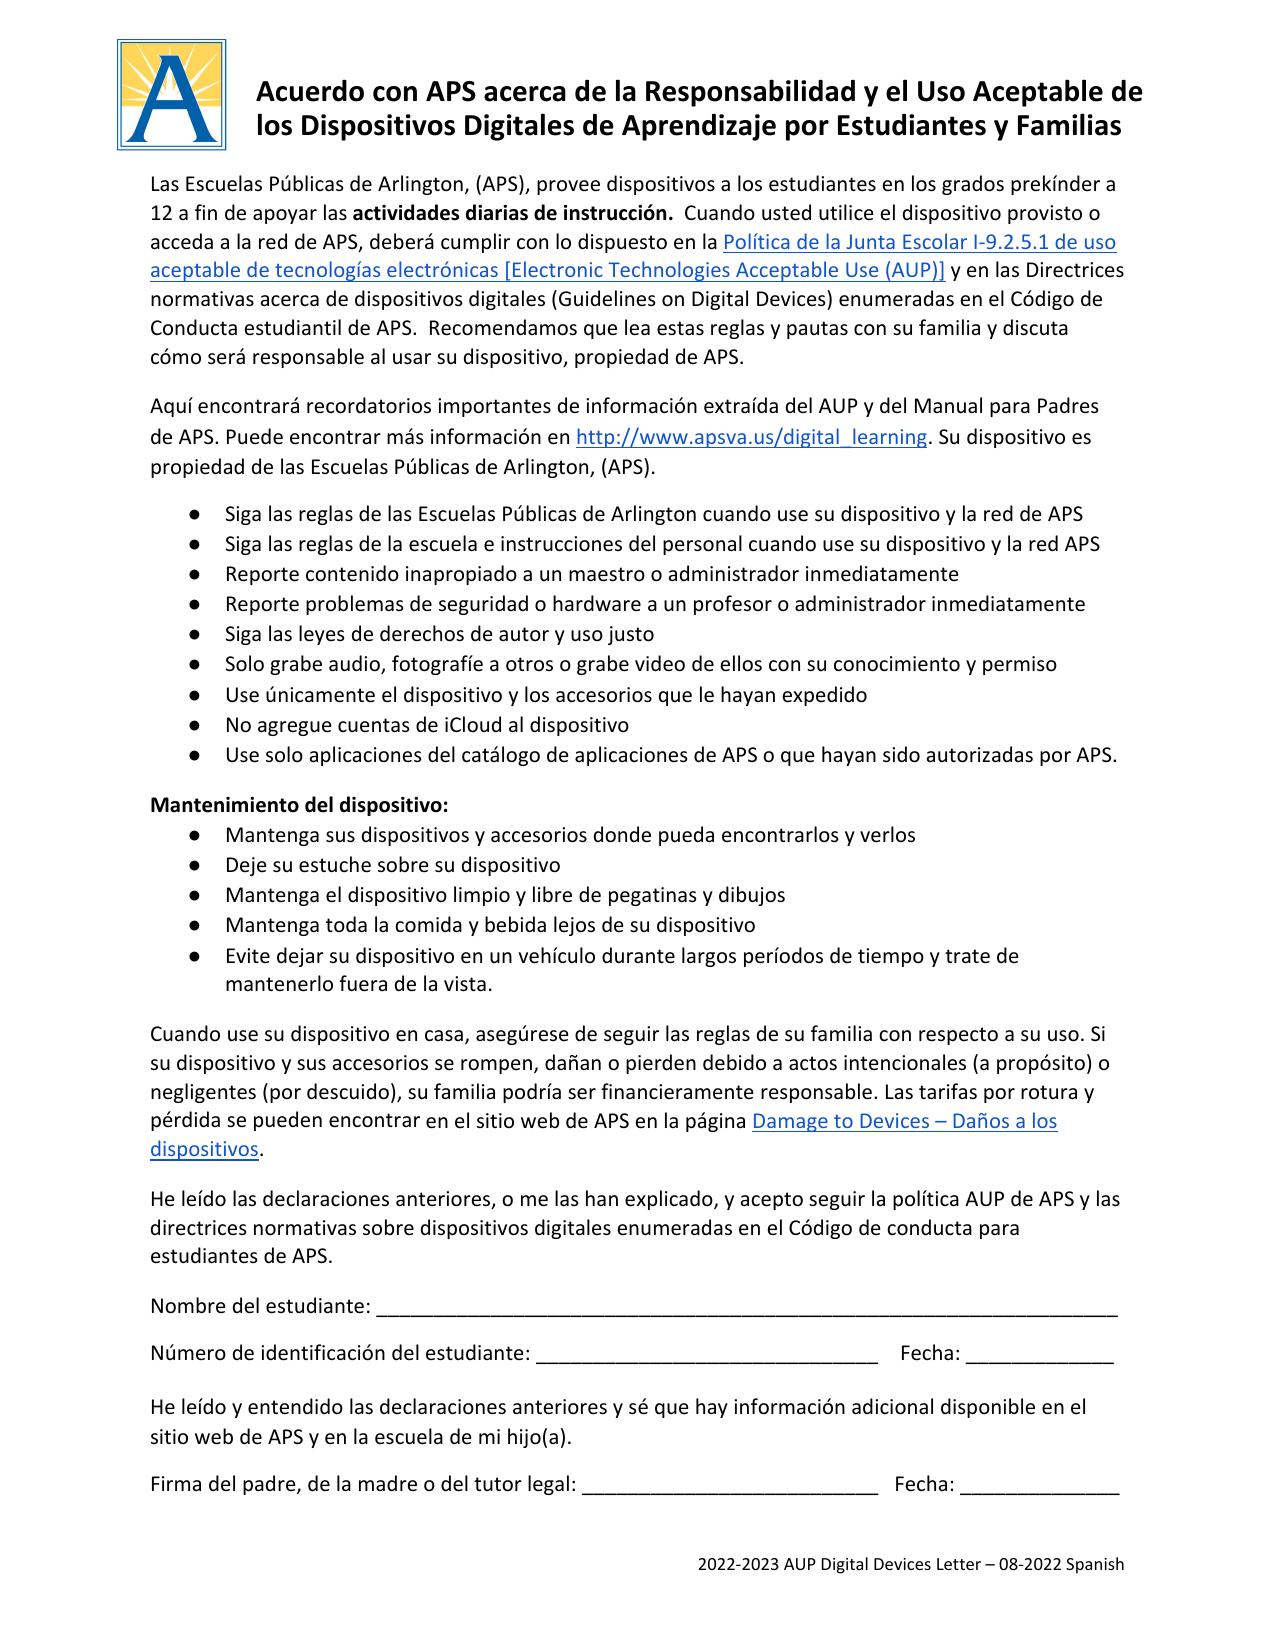 A
Acuerdo con APS acerca de la Responsabilidad y el Uso Aceptable de
los Dispositivos Digitales de Aprendizaje por Estudiantes y Familias
Las Escuelas Públicas de Arlington, (APS), provee dispositivos a los estudiantes en los grados prekínder a
12 a fin de apoyar las actividades diarias de instrucción.  Cuando usted utilice el dispositivo provisto o
acceda a la red de APS, deberá cumplir con lo dispuesto en la Política de la Junta Escolar I-9.2.5.1 de uso
aceptable de tecnologías electrónicas [Electronic Technologies Acceptable Use (AUP)] y en las Directrices
normativas acerca de dispositivos digitales (Guidelines on Digital Devices) enumeradas en el Código de
Conducta estudiantil de APS.  Recomendamos que lea estas reglas y pautas con su familia y discuta
cómo será responsable al usar su dispositivo, propiedad de APS.
Aquí encontrará recordatorios importantes de información extraída del AUP y del Manual para Padres
de APS. Puede encontrar más información en http://www.apsva.us/digital_learning. Su dispositivo es
propiedad de las Escuelas Públicas de Arlington, (APS).
● Siga las reglas de las Escuelas Públicas de Arlington cuando use su dispositivo y la red de APS
● Siga las reglas de la escuela e instrucciones del personal cuando use su dispositivo y la red APS
● Reporte contenido inapropiado a un maestro o administrador inmediatamente
● Reporte problemas de seguridad o hardware a un profesor o administrador inmediatamente
● Siga las leyes de derechos de autor y uso justo
● Solo grabe audio, fotografíe a otros o grabe video de ellos con su conocimiento y permiso
● Use únicamente el dispositivo y los accesorios que le hayan expedido
● No agregue cuentas de iCloud al dispositivo
● Use solo aplicaciones del catálogo de aplicaciones de APS o que hayan sido autorizadas por APS.
Mantenimiento del dispositivo:
● Mantenga sus dispositivos y accesorios donde pueda encontrarlos y verlos
● Deje su estuche sobre su dispositivo
● Mantenga el dispositivo limpio y libre de pegatinas y dibujos
● Mantenga toda la comida y bebida lejos de su dispositivo
● Evite dejar su dispositivo en un vehículo durante largos períodos de tiempo y trate de
mantenerlo fuera de la vista.
Cuando use su dispositivo en casa, asegúrese de seguir las reglas de su familia con respecto a su uso. Si
su dispositivo y sus accesorios se rompen, dañan o pierden debido a actos intencionales (a propósito) o
negligentes (por descuido), su familia podría ser financieramente responsable. Las tarifas por rotura y
pérdida se pueden encontrar en el sitio web de APS en la página Damage to Devices – Daños a los
dispositivos.
He leído las declaraciones anteriores, o me las han explicado, y acepto seguir la política AUP de APS y las
directrices normativas sobre dispositivos digitales enumeradas en el Código de conducta para
estudiantes de APS.
Nombre del estudiante: _________________________________________________________________
Número de identificación del estudiante: ______________________________ Fecha: _____________
He leído y entendido las declaraciones anteriores y sé que hay información adicional disponible en el
sitio web de APS y en la escuela de mi hijo(a).
Firma del padre, de la madre o del tutor legal: __________________________ Fecha: ______________
2022-2023 AUP Digital Devices Letter – 08-2022 Spanish